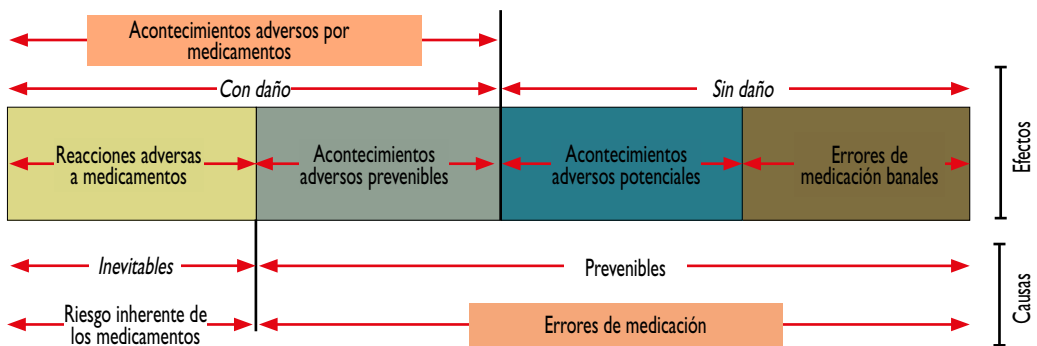 Acontecimientos adversos por
medicamentos
Con daño
Sin daño
Reacciones adversas
a medicamentos
Acontecimientos
adversos prevenibles
Acontecimientos
adversos potenciales
Errores de
medicación banales
Efectos
Inevitables
Prevenibles
Riesgo inherente de
los medicamentos
Errores de medicación
Causas